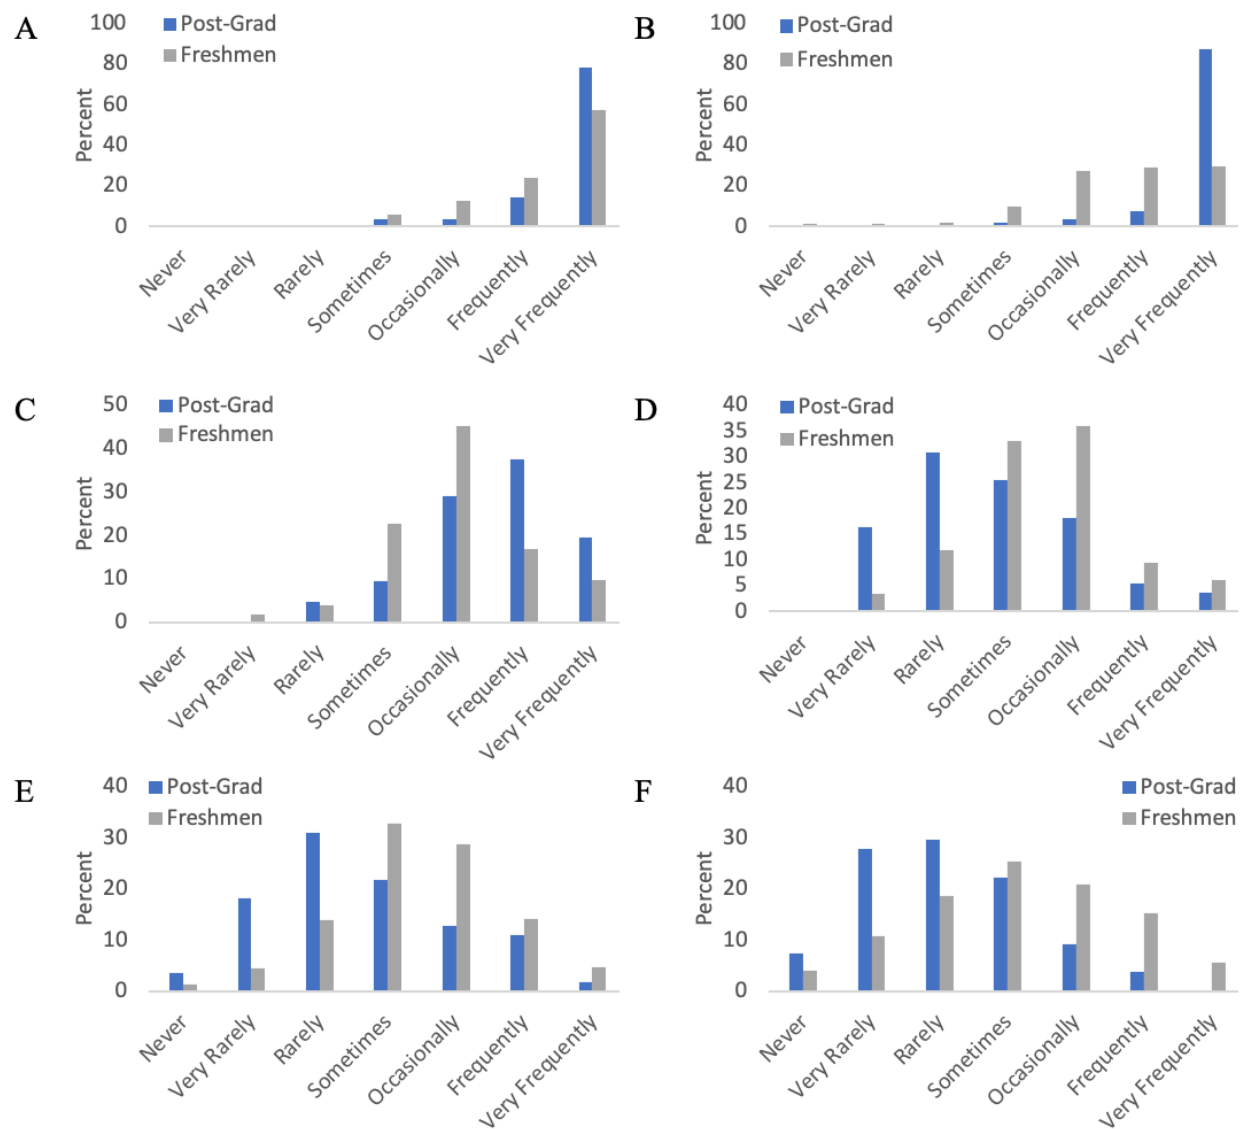 A
100
80
60
40
20
0
Percent
Post-Grad
Freshmen
Never
Very Rarely
Rarely
Sometimes
Occasionally
Frequently
Very Frequently
B
100
80
60
40
20
0
Percent
Post-Grad
Freshmen
Never
Very Rarely
Rarely
Sometimes
Occasionally
Frequently
Very Frequently
C
50
40
30
20
10
0
Percent
Post-Grad
Freshmen
Never
Very Rarely
Rarely
Sometimes
Occasionally
Frequently
Very Frequently
D
40
35
30
25
20
15
10
5
0
Percent
Post-Grad
Freshmen
Never
Very Rarely
Rarely
Sometimes
Occasionally
Frequently
Very Frequently
E
40
30
20
10
0
Percent
Post-Grad
Freshmen
Never
Very Rarely
Rarely
Sometimes
Occasionally
Frequently
Very Frequently
F
40
30
20
10
0
Percent
Post-Grad
Freshmen
Never
Very Rarely
Rarely
Sometimes
Occasionally
Frequently
Very Frequently